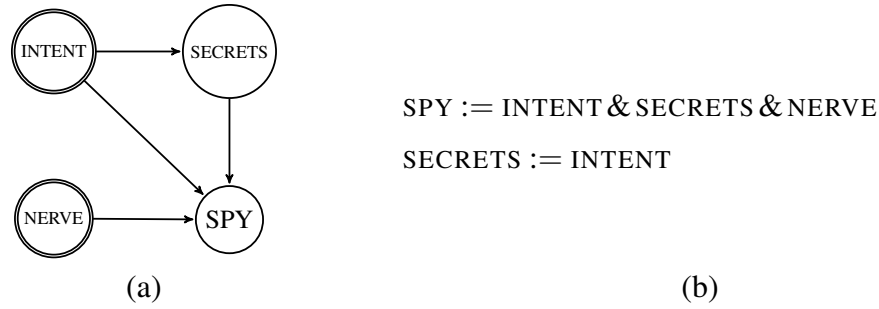 INTENT
SECRETS
NERVE
SPY
(a)
SPY := INTENT & SECRETS & NERVE
SECRETS := INTENT
(b)